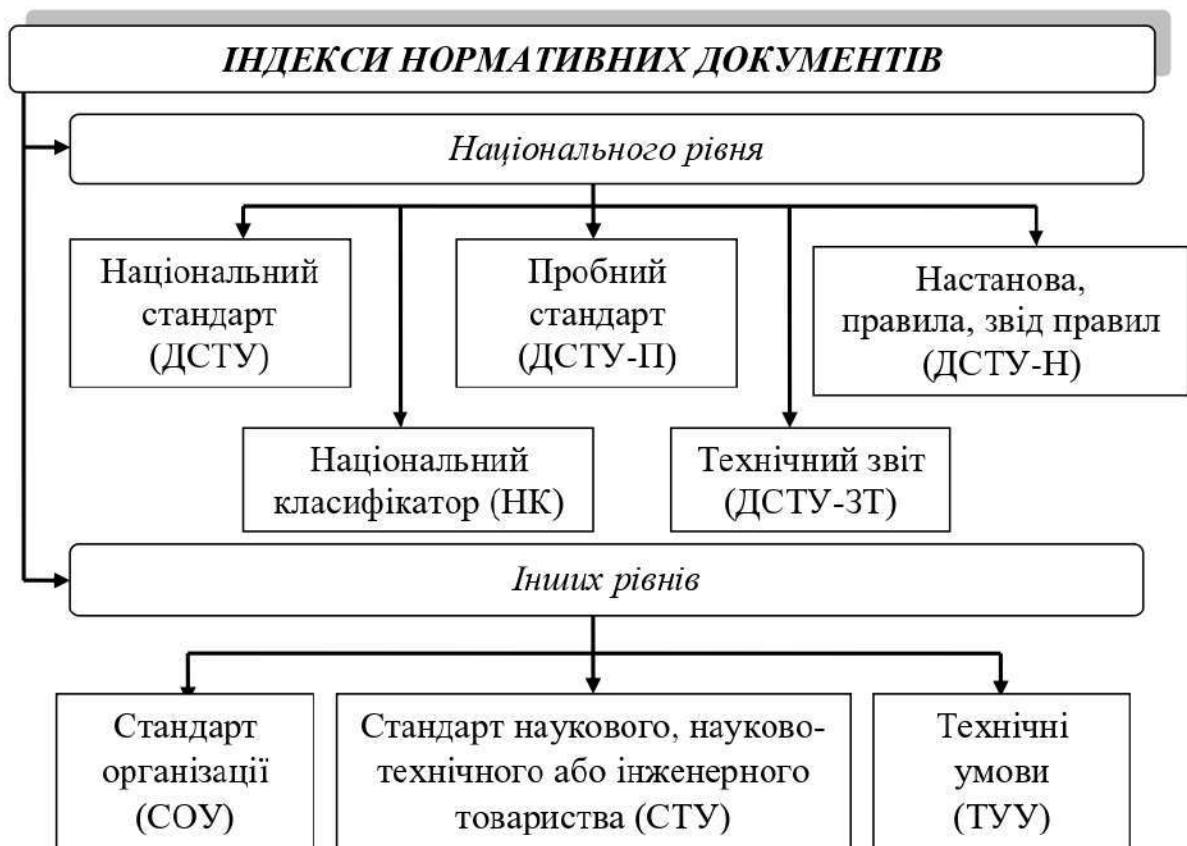 ІНДЕКСИ НОРМАТИВНИХ ДОКУМЕНТІВ
Національного рівня
Національний
стандарт
(ДСТУ)
Пробний
стандарт
(ДСТУ-П)
Настанова,
правила, звід правил
(ДСТУ-Н)
Національний
класифікатор (НК)
Технічний звіт
(ДСТУ-ЗТ)
Інших рівнів
Стандарт
організації
(СОУ)
Стандарт наукового, науково-
технічного або інженерного
товариства (СТУ)
Технічні
умови
(ТУУ)